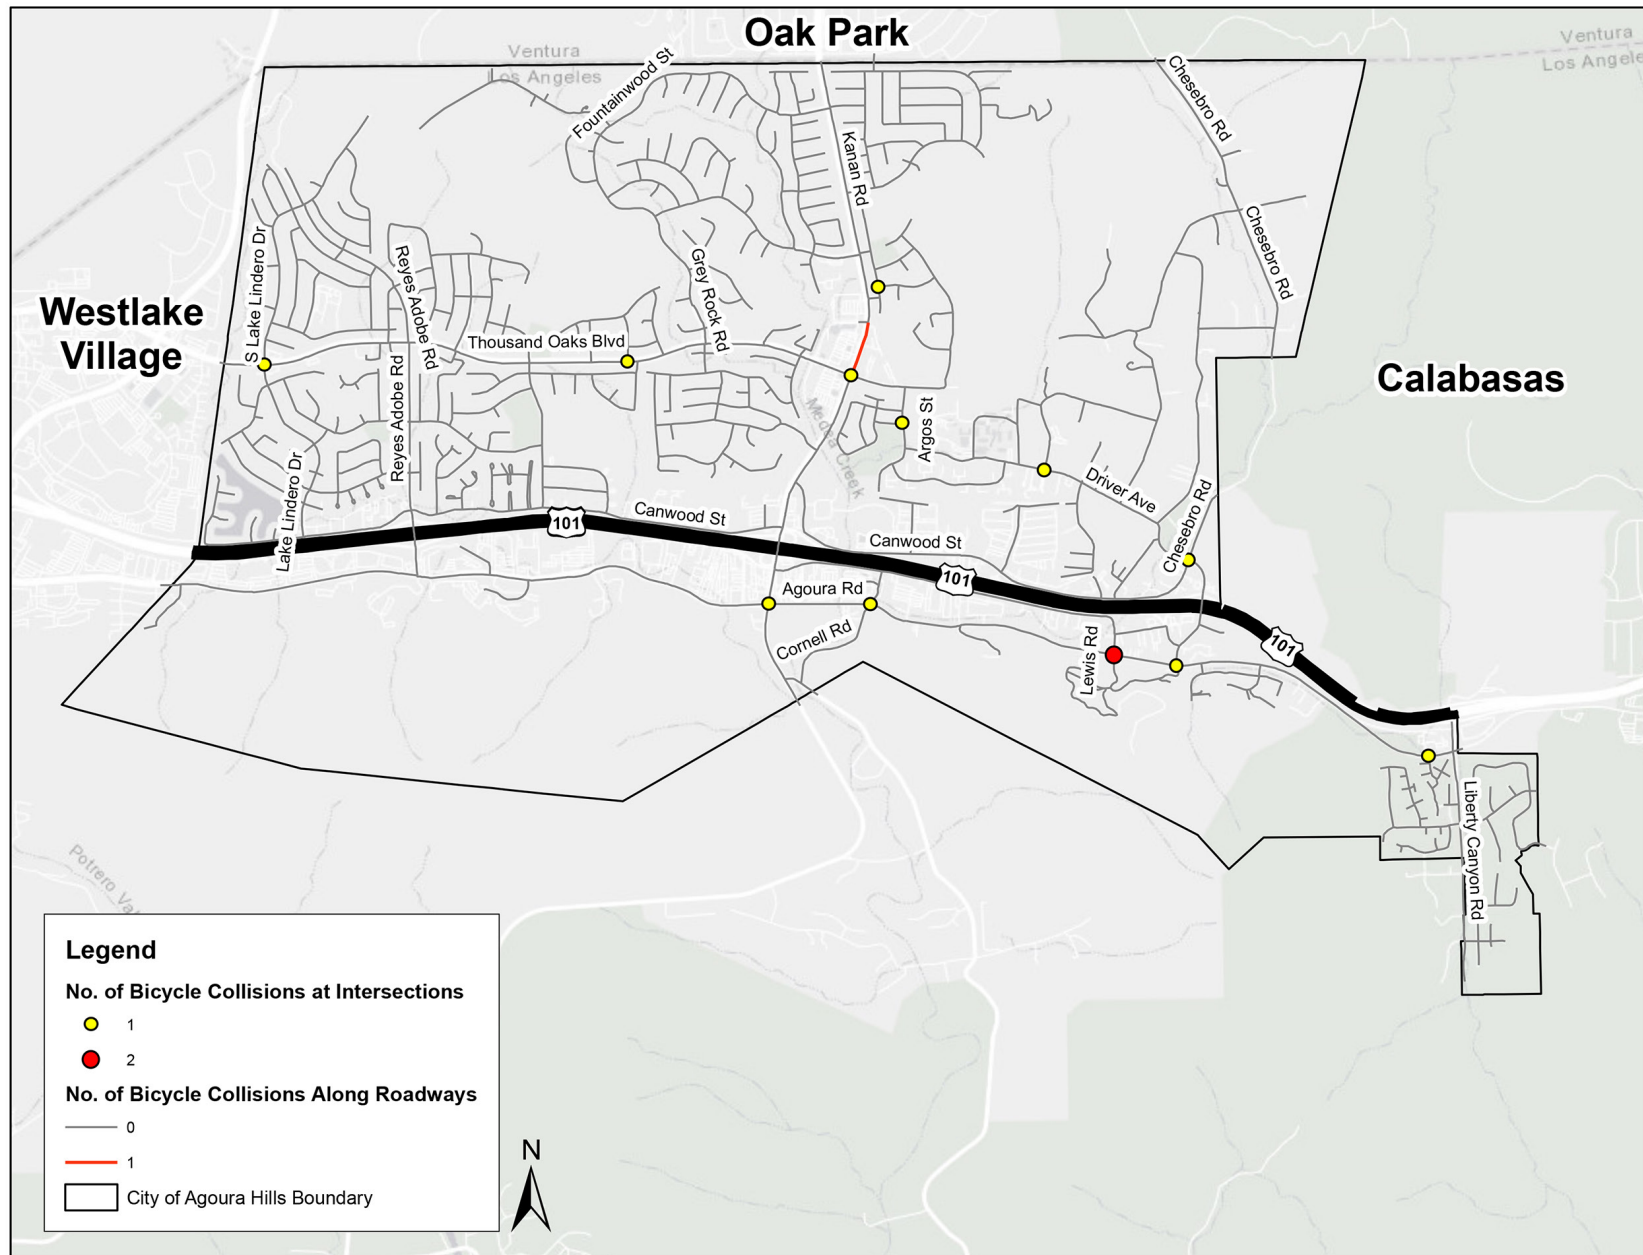 Oak Park
Ventura
Los Angeles
Ventura
Los Angele
Fountainwood St
Chesebro Rd
Kanan Rd
Chesebro Rd
S Lake Lindero Dr
Reyes Adobe Rd
Grey Rock Rd
Westlake
Village
Thousand Oaks Blvd
Reyes Adobe Rd
Calabasas
Medea Creek
Argos St
Lake Lindero Dr
Driver Ave
Chesebro Rd
Canwood St
101
Canwood St
101
Agoura Rd
Cornell Rd
Lewis Rd
101
Liberty Canyon Rd
Potrero Val
Legend
No. of Bicycle Collisions at Intersections
1
2
No. of Bicycle Collisions Along Roadways
0
1
City of Agoura Hills Boundary
N